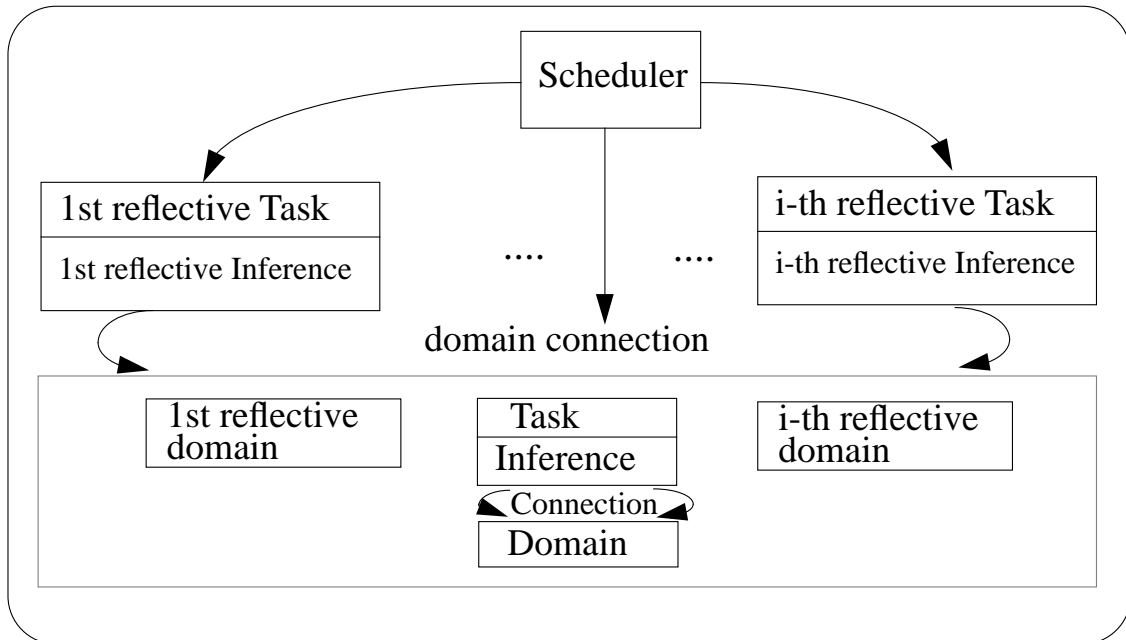 Scheduler
1st reflective Task
1st reflective Inference
....
....
i-th reflective Task
i-th reflective Inference
domain connection
1st reflective
domain
Task
Inference
Connection
Domain
i-th reflective
domain